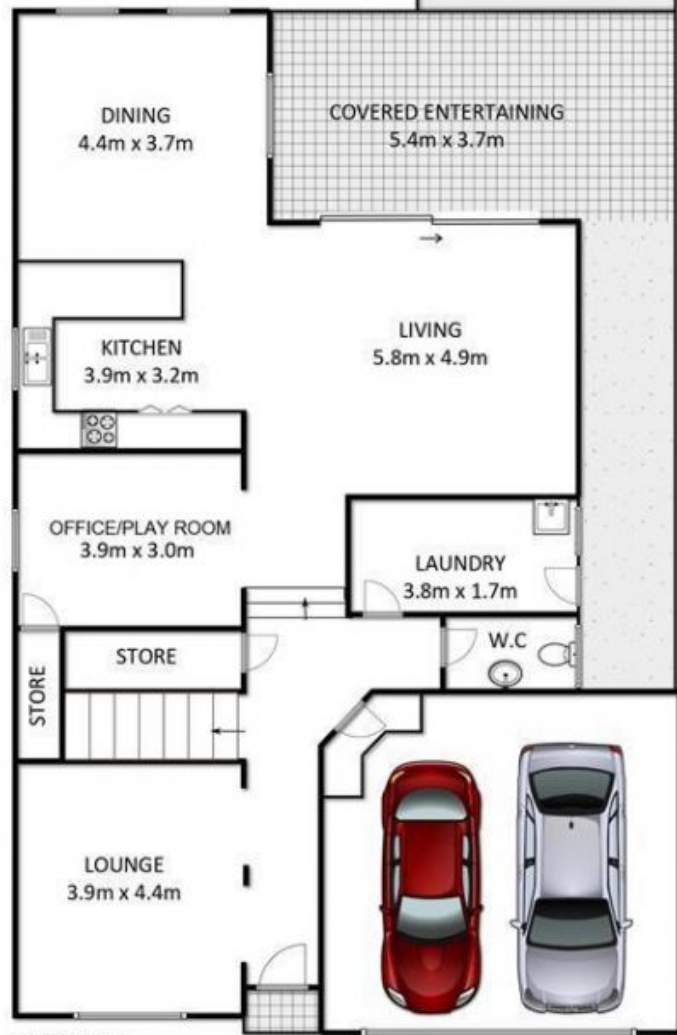 DINING
4.4m x 3.7m
COVERED ENTERTAINING
5.4m x 3.7m
LIVING
5.8m x 4.9m
KITCHEN
3.9m x 3.2m
OFFICE/PLAY ROOM
3.9m x 3.0m
LAUNDRY
3.8m x 1.7m
W.C
STORE
STORE
LOUNGE
3.9m x 4.4m